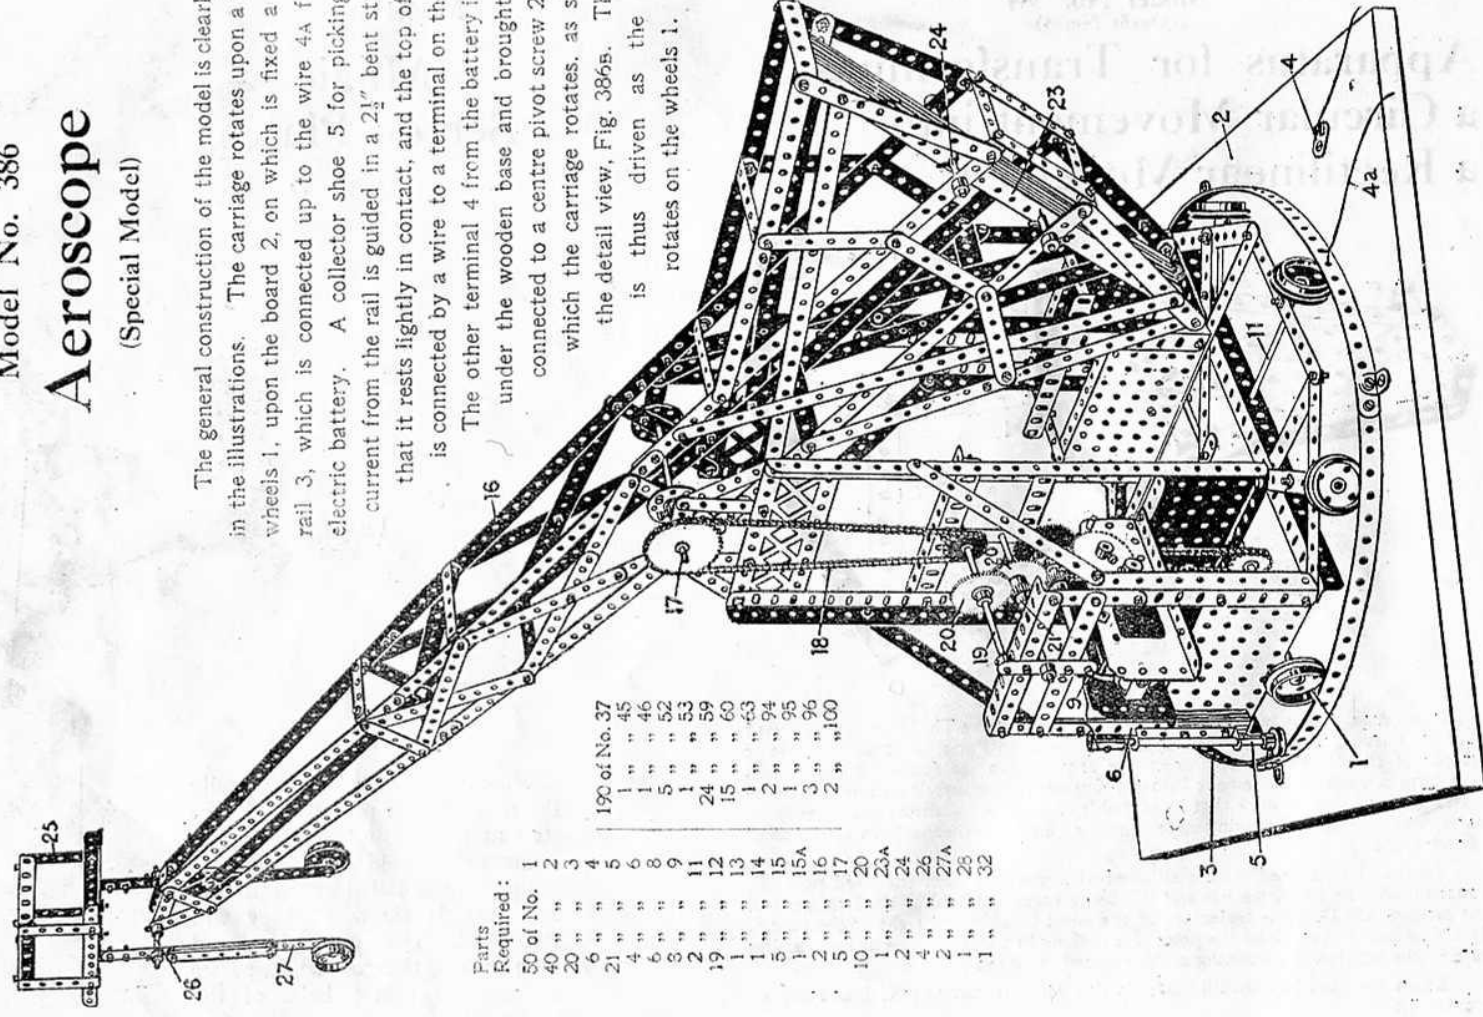 Model No. 386
Aeroscope
(Special Model)
The general construction of the model is clearl
in the illustrations. The carriage rotates upon a
wheels 1, upon the board 2, on which is fixed a
rail 3, which is connected up to the wire 4A f
electric battery. A collector shoe 5 for picking
current from the rail is guided in a 2½″ bent st
that it rests lightly in contact, and the top of
is connected by a wire to a terminal on th
The other terminal 4 from the battery i
under the wooden base and brought
connected to a centre pivot screw 2
which the carriage rotates, as s
the detail view, Fig. 386B. T
is thus driven as the
rotates on the wheels 1.
Parts
Required:
50 of No. 1
40 „ „ 2
20 „ „ 3
6 „ „ 4
21 „ „ 5
4 „ „ 6
6 „ „ 8
3 „ „ 9
2 „ „ 11
19 „ „ 12
1 „ „ 13
1 „ „ 14
5 „ „ 15
1 „ „ 15A
2 „ „ 16
5 „ „ 17
10 „ „ 20
1 „ „ 23A
2 „ „ 24
4 „ „ 26
2 „ „ 27A
1 „ „ 28
1 „ „ 32
190 of No. 37
1 „ „ 45
1 „ „ 46
5 „ „ 52
1 „ „ 53
24 „ „ 59
15 „ „ 60
1 „ „ 63
2 „ „ 94
1 „ „ 95
3 „ „ 96
2 „ „ 100
25
26
27
16
17
18
20
19
21
9
6
3
5
1
24
23
2
4
4a
11
Apparatus for Transf
a Circular Movement in